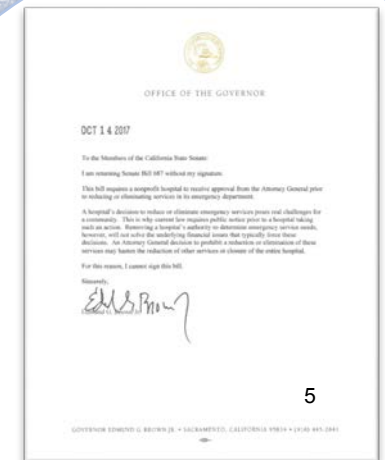 OFFICE OF THE GOVERNOR
OCT 14 2017
To the Members of the California State Senate:
I am returning Senate Bill 687 without my signature.
This bill requires a nonprofit hospital to receive approval from the Attorney General prior
to reducing or eliminating services in its emergency department.
A hospital's decision to reduce or eliminate emergency services poses real challenges for
a community. This is why current law requires public notice prior to a hospital taking
such an action. Removing a hospital's authority to determine emergency service needs,
however, will not solve the underlying financial issues that typically force these
decisions. An Attorney General decision to prohibit a reduction or elimination of these
services may hasten the reduction of other services or closure of the entire hospital.
For this reason, I cannot sign this bill.
Sincerely,
Edmund G. Brown Jr.
5
GOVERNOR EDMUND G. BROWN JR. • SACRAMENTO, CALIFORNIA 95814 • (916) 445-2841